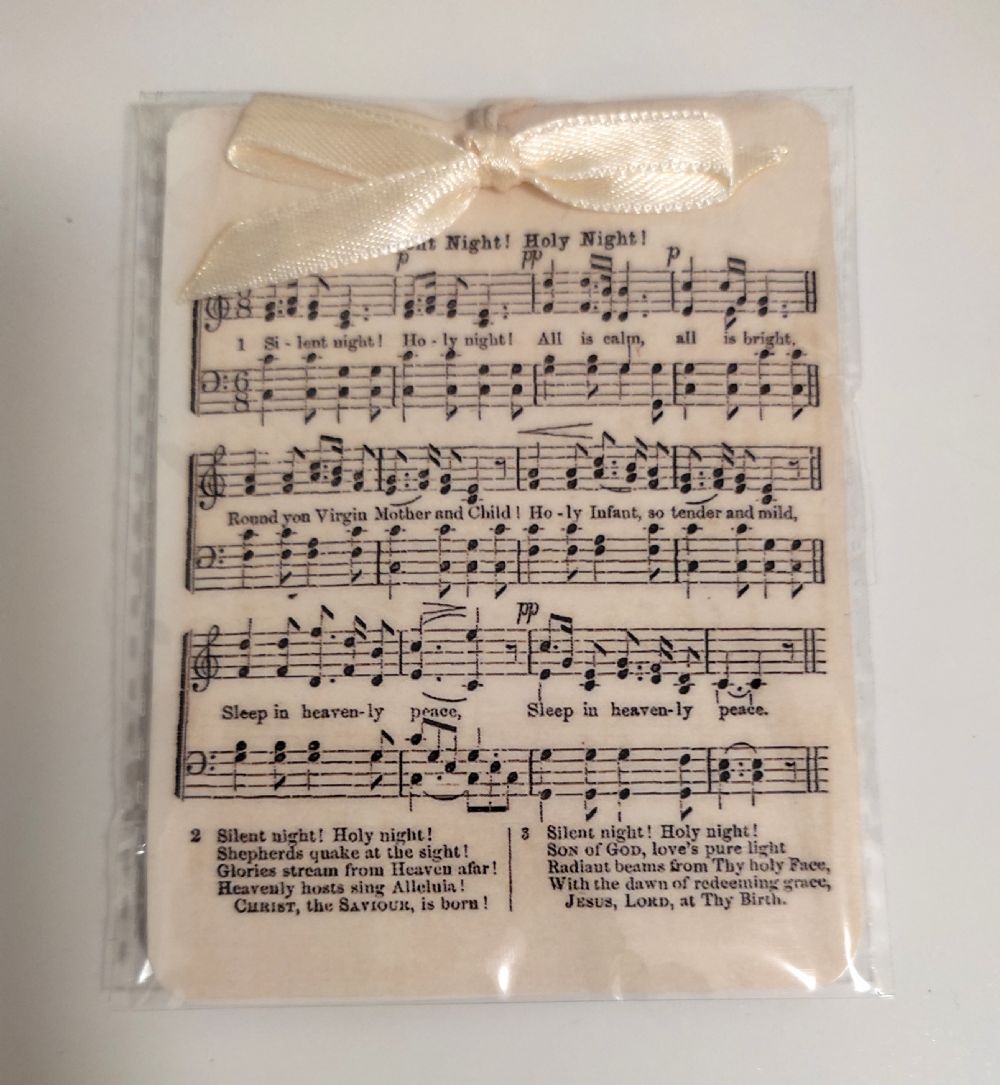 Night! Holy Night!
p pp p
6
8
1 Si - lent night! Ho - ly night! All is calm, all is bright,
6
8
Round yon Virgin Mother and Child! Ho - ly Infant, so tender and mild,
pp
Sleep in heaven-ly peace, Sleep in heaven-ly peace.
2 Silent night! Holy night!
Shepherds quake at the sight!
Glories stream from Heaven afar!
Heavenly hosts sing Alleluia!
CHRIST, the SAVIOUR, is born!
3 Silent night! Holy night!
SON of GOD, love's pure light
Radiant beams from Thy holy Face,
With the dawn of redeeming grace,
JESUS, LORD, at Thy Birth.